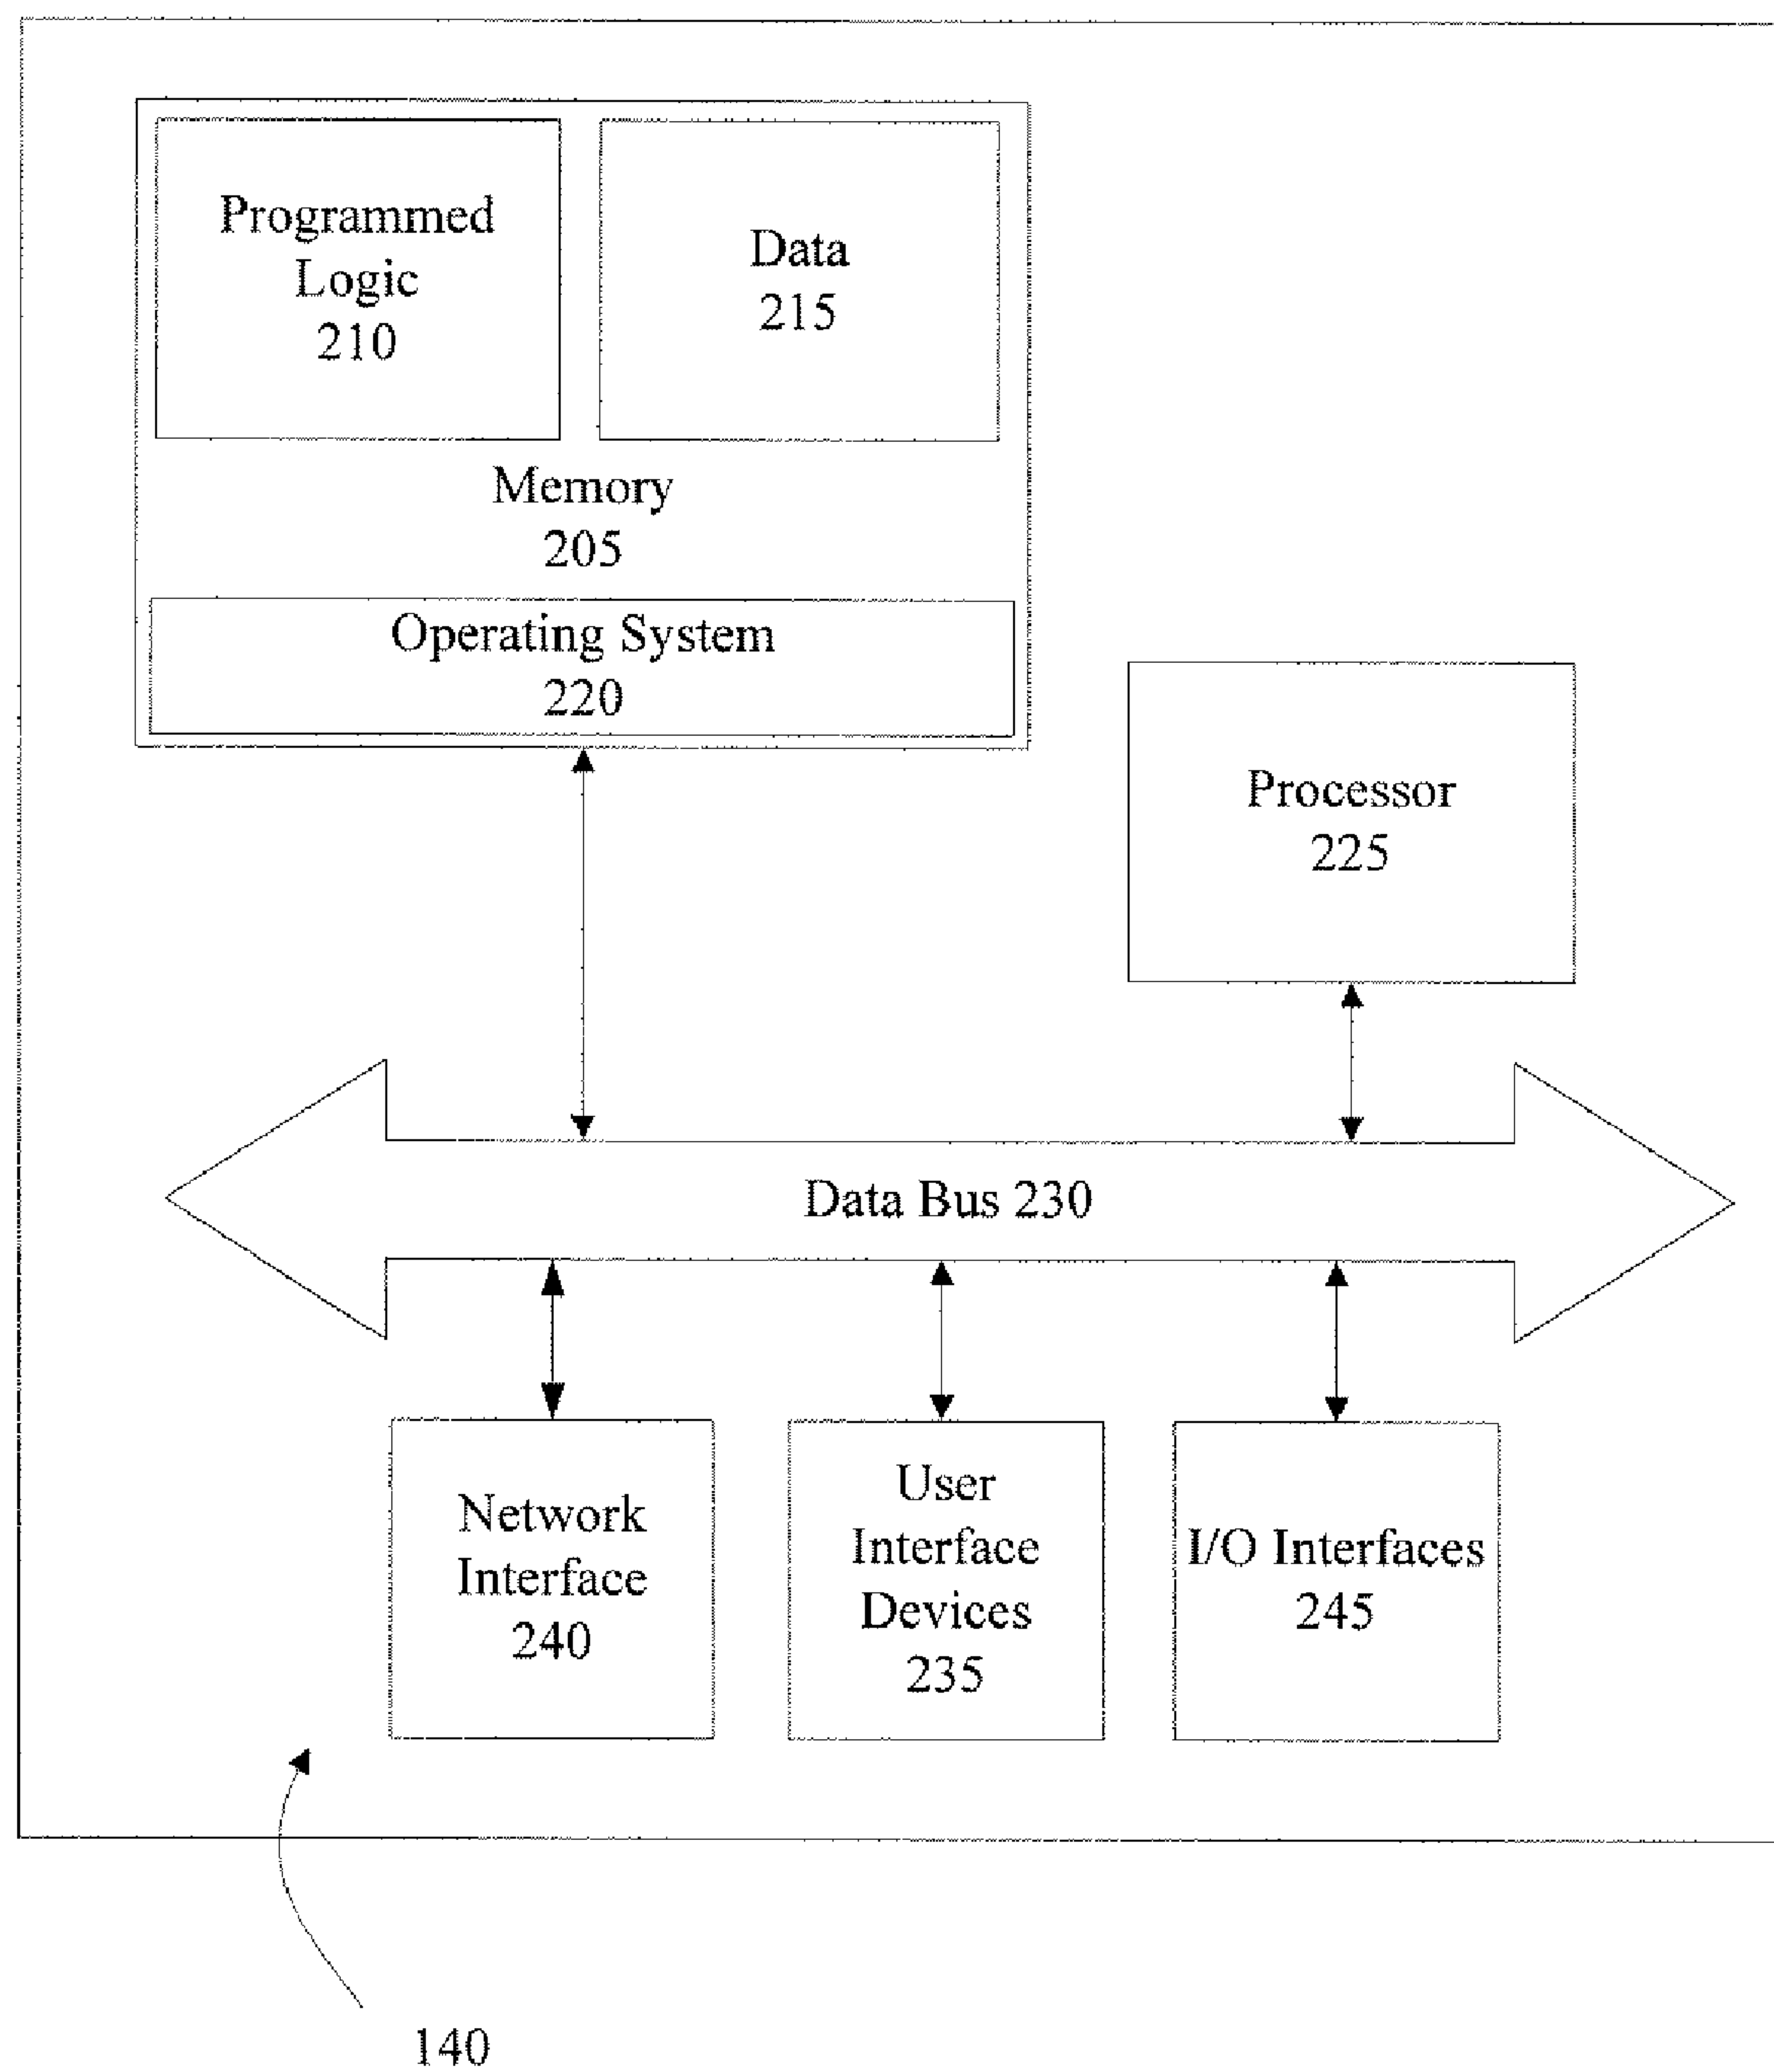 Programmed
Logic
210
Data
215
Memory
205
Operating System
220
Processor
225
Data Bus 230
Network
Interface
240
User
Interface
Devices
235
I/O Interfaces
245
140